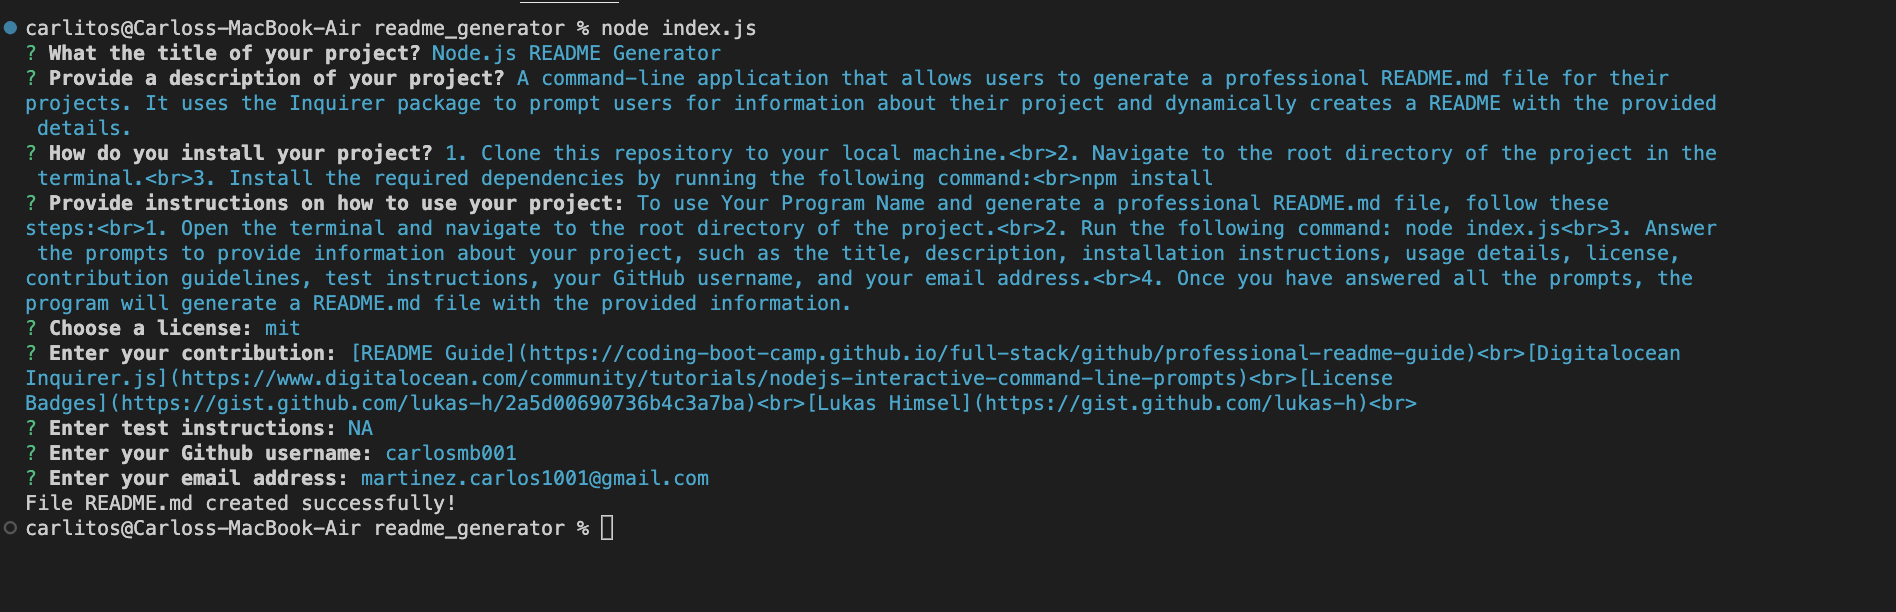 carlitos@Carloss-MacBook-Air readme_generator % node index.js
? What the title of your project? Node.js README Generator
? Provide a description of your project? A command-line application that allows users to generate a professional README.md file for their
projects. It uses the Inquirer package to prompt users for information about their project and dynamically creates a README with the provided
details.
? How do you install your project? 1. Clone this repository to your local machine.<br>2. Navigate to the root directory of the project in the
terminal.<br>3. Install the required dependencies by running the following command:<br>npm install
? Provide instructions on how to use your project: To use Your Program Name and generate a professional README.md file, follow these
steps:<br>1. Open the terminal and navigate to the root directory of the project.<br>2. Run the following command: node index.js<br>3. Answer
the prompts to provide information about your project, such as the title, description, installation instructions, usage details, license,
contribution guidelines, test instructions, your GitHub username, and your email address.<br>4. Once you have answered all the prompts, the
program will generate a README.md file with the provided information.
? Choose a license: mit
? Enter your contribution: [README Guide](https://coding-boot-camp.github.io/full-stack/github/professional-readme-guide)<br>[Digitalocean
Inquirer.js](https://www.digitalocean.com/community/tutorials/nodejs-interactive-command-line-prompts)<br>[License
Badges](https://gist.github.com/lukas-h/2a5d00690736b4c3a7ba)<br>[Lukas Himsel](https://gist.github.com/lukas-h)<br>
? Enter test instructions: NA
? Enter your Github username: carlosmb001
? Enter your email address: martinez.carlos1001@gmail.com
File README.md created successfully!
carlitos@Carloss-MacBook-Air readme_generator %